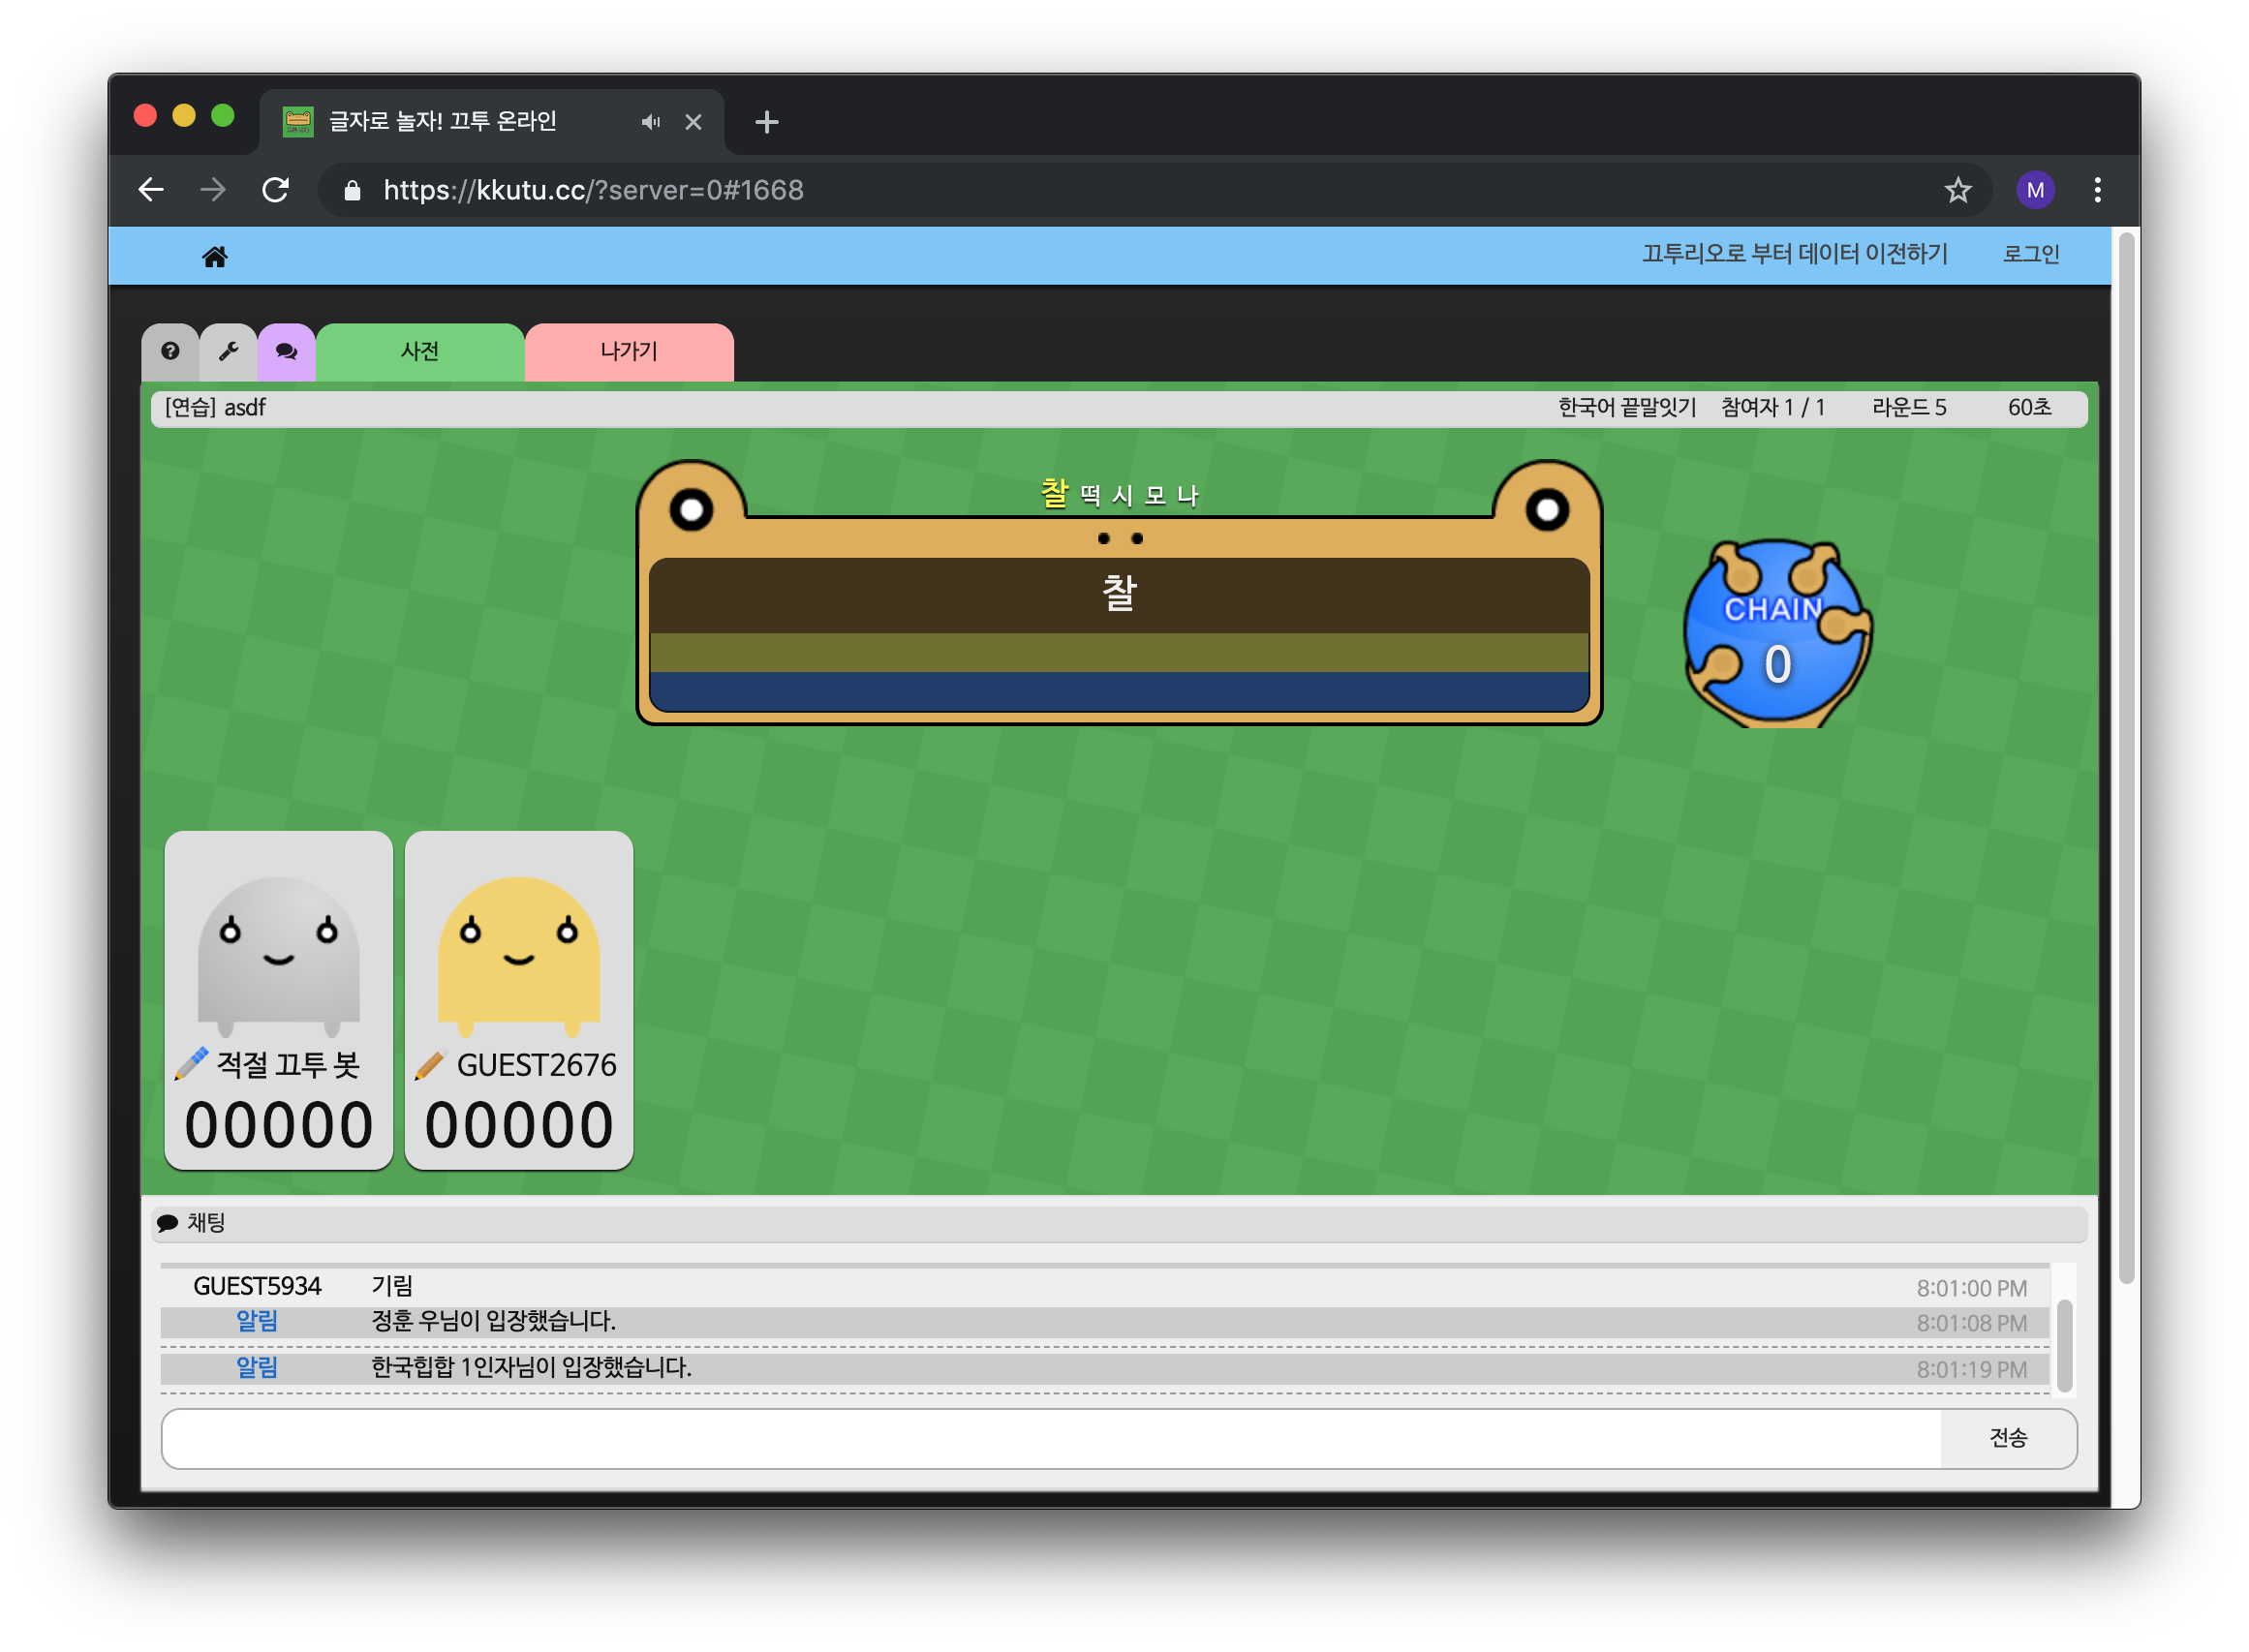 글자로 놀자! 끄투 온라인
https://kkutu.cc/?server=0#1668
M
끄투리오로 부터 데이터 이전하기 로그인
사전 나가기
[연습] asdf 한국어 끝말잇기 참여자 1 / 1 라운드 5 60초
찰 떡 시 모 나
찰
CHAIN
0
적절 끄투 봇 GUEST2676
00000 00000
채팅
GUEST5934 기림 8:01:00 PM
알림 정훈 우님이 입장했습니다. 8:01:08 PM
알림 한국힙합 1인자님이 입장했습니다. 8:01:19 PM
전송